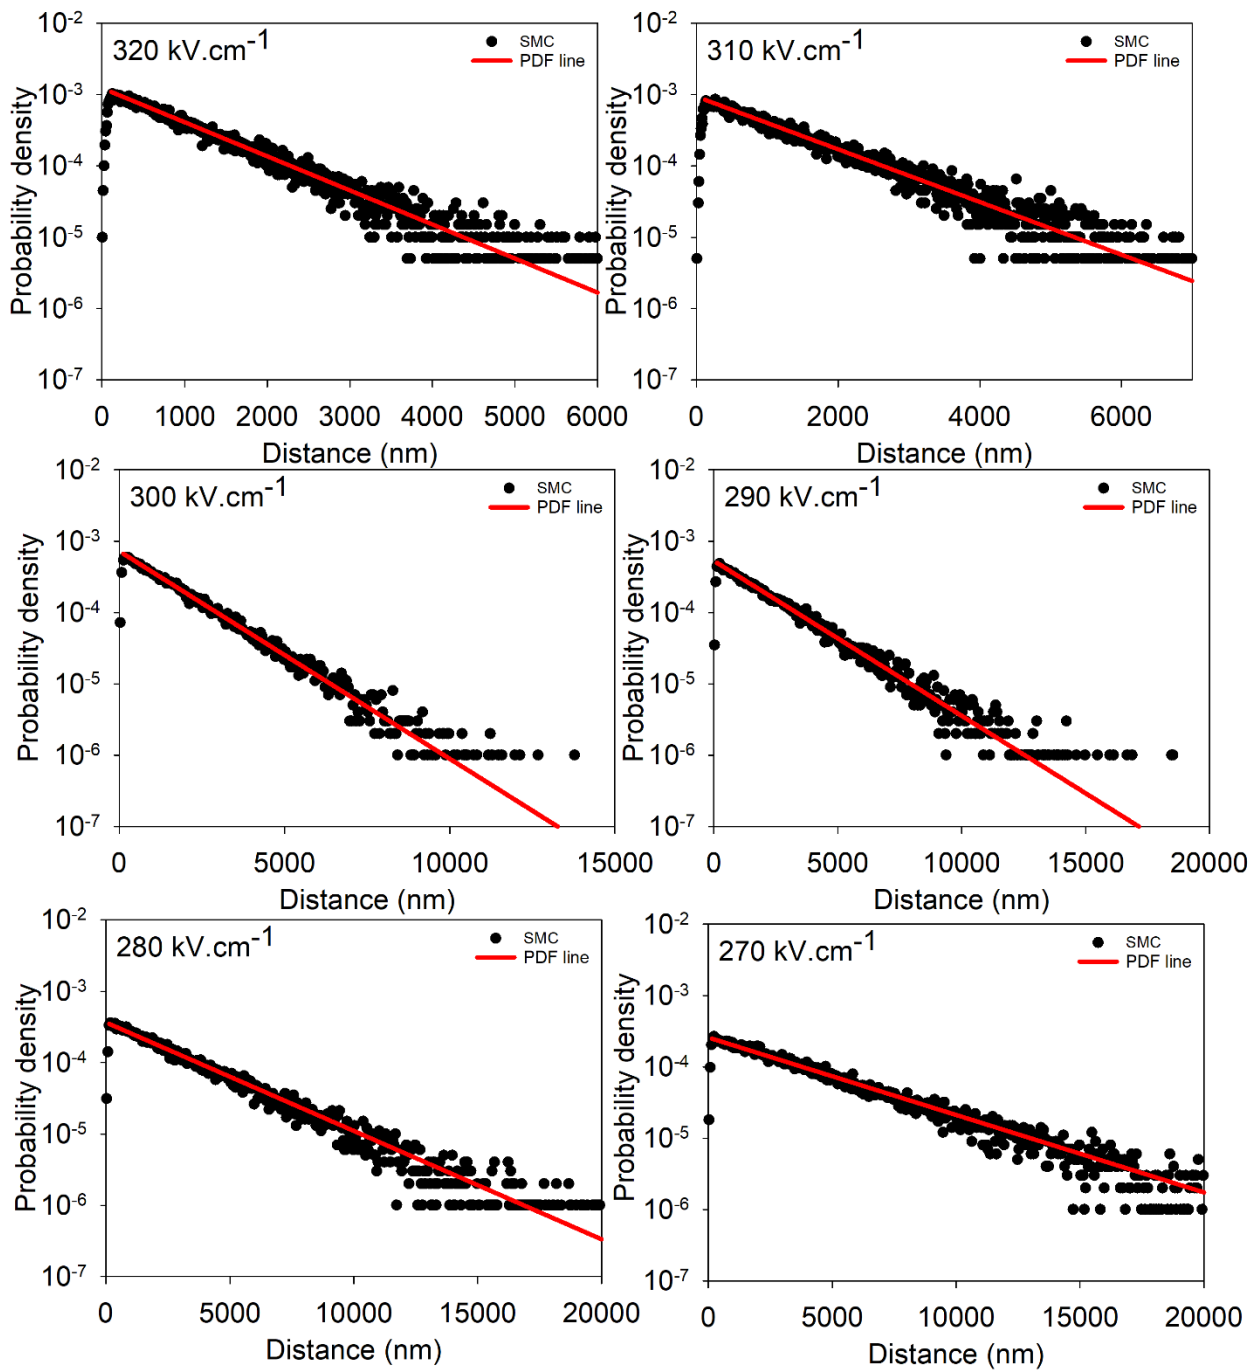 320 kV.cm⁻¹
SMC
PDF line
10⁻²
10⁻³
10⁻⁴
10⁻⁵
10⁻⁶
10⁻⁷
Probability density
0 1000 2000 3000 4000 5000 6000
Distance (nm)
310 kV.cm⁻¹
SMC
PDF line
10⁻²
10⁻³
10⁻⁴
10⁻⁵
10⁻⁶
10⁻⁷
Probability density
0 2000 4000 6000
Distance (nm)
300 kV.cm⁻¹
SMC
PDF line
10⁻²
10⁻³
10⁻⁴
10⁻⁵
10⁻⁶
10⁻⁷
Probability density
0 5000 10000 15000
Distance (nm)
290 kV.cm⁻¹
SMC
PDF line
10⁻²
10⁻³
10⁻⁴
10⁻⁵
10⁻⁶
10⁻⁷
Probability density
0 5000 10000 15000 20000
Distance (nm)
280 kV.cm⁻¹
SMC
PDF line
10⁻²
10⁻³
10⁻⁴
10⁻⁵
10⁻⁶
10⁻⁷
Probability density
0 5000 10000 15000 20000
Distance (nm)
270 kV.cm⁻¹
SMC
PDF line
10⁻²
10⁻³
10⁻⁴
10⁻⁵
10⁻⁶
10⁻⁷
Probability density
0 5000 10000 15000 20000
Distance (nm)